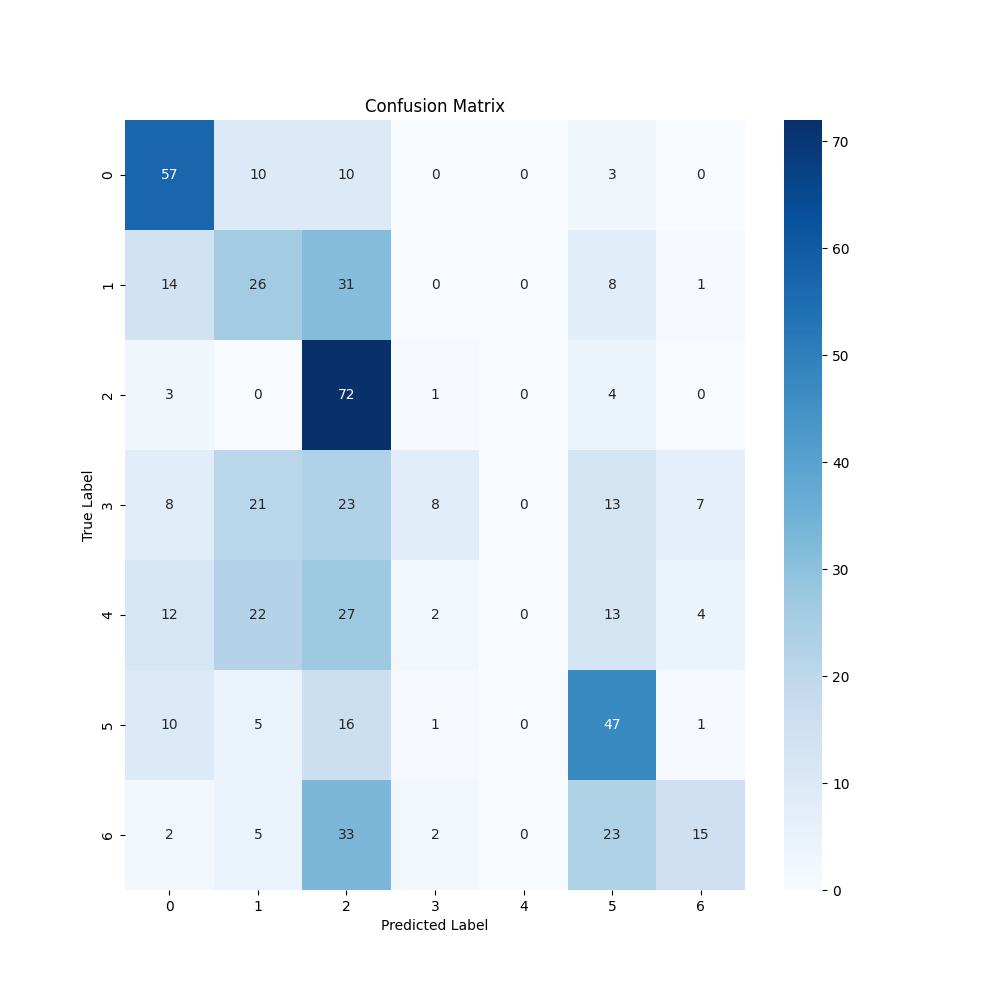 Confusion Matrix
0 57 10 10 0 0 3 0
1 14 26 31 0 0 8 1
2 3 0 72 1 0 4 0
3 8 21 23 8 0 13 7
4 12 22 27 2 0 13 4
5 10 5 16 1 0 47 1
6 2 5 33 2 0 23 15
0 1 2 3 4 5 6
True Label
Predicted Label
70
60
50
40
30
20
10
0